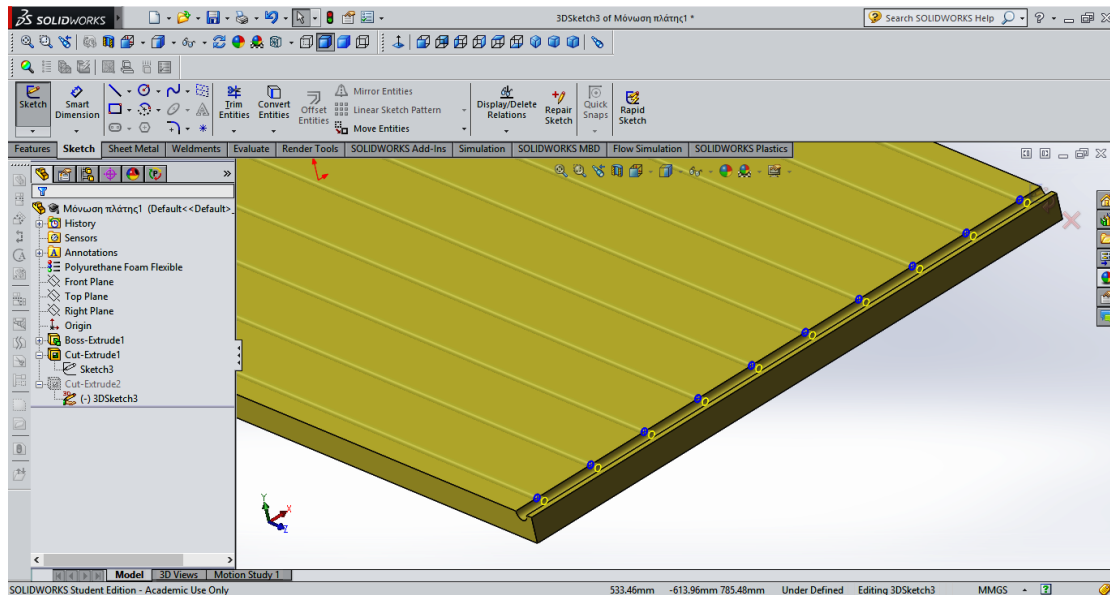 SOLIDWORKS
3DSketch3 of Μόνωση πλάτης1 *
Search SOLIDWORKS Help
Sketch
Smart Dimension
Trim Entities
Convert Entities
Offset Entities
Mirror Entities
Linear Sketch Pattern
Move Entities
Display/Delete Relations
Repair Sketch
Quick Snaps
Rapid Sketch
Features Sketch Sheet Metal Weldments Evaluate Render Tools SOLIDWORKS Add-Ins Simulation SOLIDWORKS MBD Flow Simulation SOLIDWORKS Plastics
Μόνωση πλάτης1 (Default<<Default>_
History
Sensors
Annotations
Polyurethane Foam Flexible
Front Plane
Top Plane
Right Plane
Origin
Boss-Extrude1
Cut-Extrude1
Sketch3
Cut-Extrude2
(-) 3DSketch3
Y
X
Z
Model 3D Views Motion Study 1
SOLIDWORKS Student Edition - Academic Use Only 533.46mm -613.96mm 785.48mm Under Defined Editing 3DSketch3 MMGS